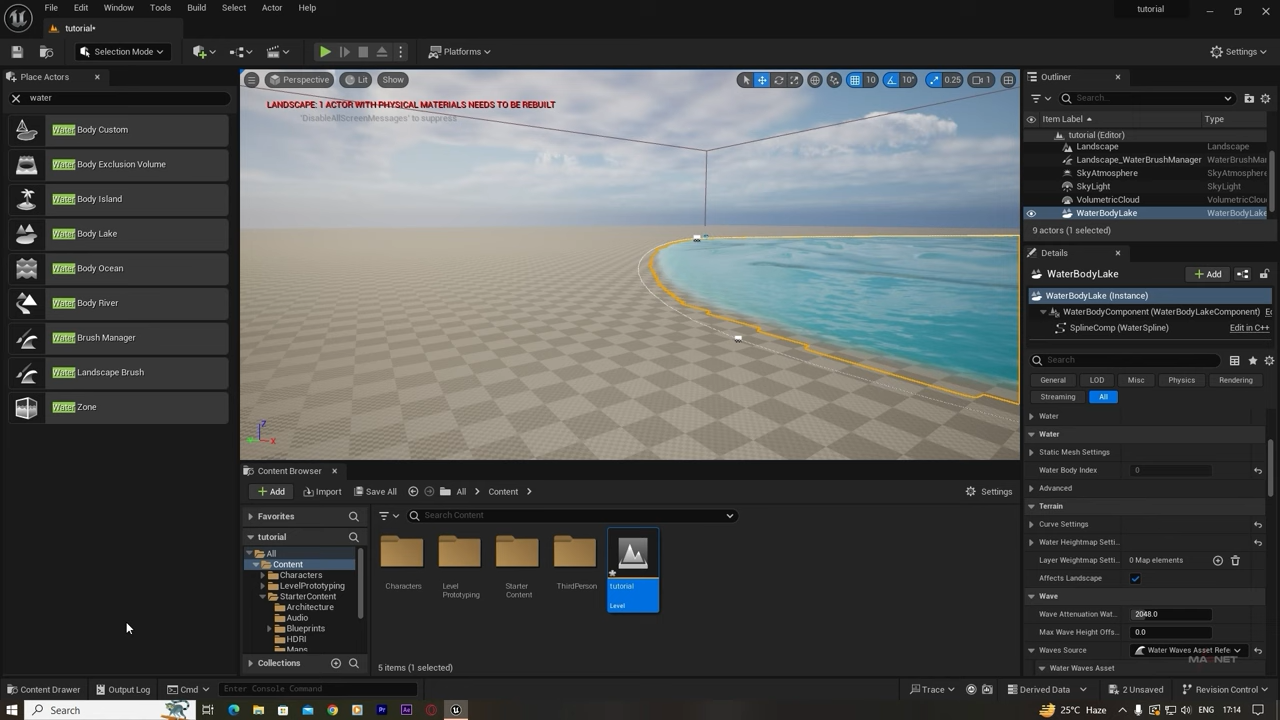 File Edit Window Tools Build Select Actor Help
tutorial
tutorial*
Selection Mode
Platforms
Settings
Place Actors
water
Water Body Custom
Water Body Exclusion Volume
Water Body Island
Water Body Lake
Water Body Ocean
Water Body River
Water Brush Manager
Water Landscape Brush
Water Zone
Perspective Lit Show
10 10° 0.25 1
LANDSCAPE: 1 ACTOR WITH PHYSICAL MATERIALS NEEDS TO BE REBUILT
'DisableAllScreenMessages' to suppress
Z
X
Outliner
Search...
Item Label Type
tutorial (Editor)
Landscape Landscape
Landscape_WaterBrushManager WaterBrushMan
SkyAtmosphere SkyAtmosphere
SkyLight SkyLight
VolumetricCloud VolumetricClou
WaterBodyLake WaterBodyLake
9 actors (1 selected)
Details
WaterBodyLake Add
WaterBodyLake (Instance)
WaterBodyComponent (WaterBodyLakeComponent)
SplineComp (WaterSpline) Edit in C++
Search
General LOD Misc Physics Rendering
Streaming All
Water
Water
Static Mesh Settings
Water Body Index 0
Advanced
Terrain
Curve Settings
Water Heightmap Setti...
Layer Weightmap Setti... 0 Map elements
Affects Landscape
Wave
Wave Attenuation Wat... 2048.0
Max Wave Height Offs... 0.0
Waves Source Water Waves Asset Refe
Water Waves Asset
Content Browser
Add Import Save All All Content Settings
Favorites
tutorial
All
Content
Characters
LevelPrototyping
StarterContent
Architecture
Audio
Blueprints
HDRI
Maps
Collections
Search Content
Characters
Level
Prototyping
Starter
Content
ThirdPerson
tutorial
Level
5 items (1 selected)
Content Drawer Output Log Cmd Enter Console Command Trace Derived Data 2 Unsaved Revision Control
Search
25°C Haze ENG 17:14